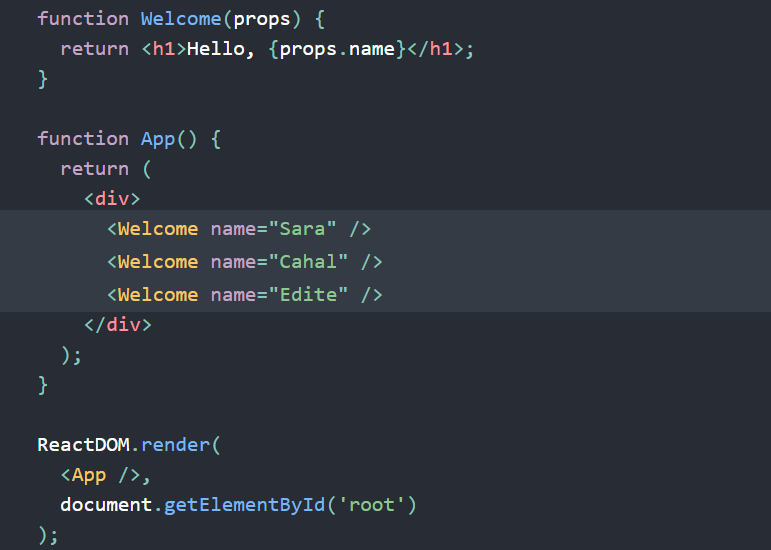 function Welcome(props) {
  return <h1>Hello, {props.name}</h1>;
}

function App() {
  return (
    <div>
      <Welcome name="Sara" />
      <Welcome name="Cahal" />
      <Welcome name="Edite" />
    </div>
  );
}

ReactDOM.render(
  <App />,
  document.getElementById('root')
);